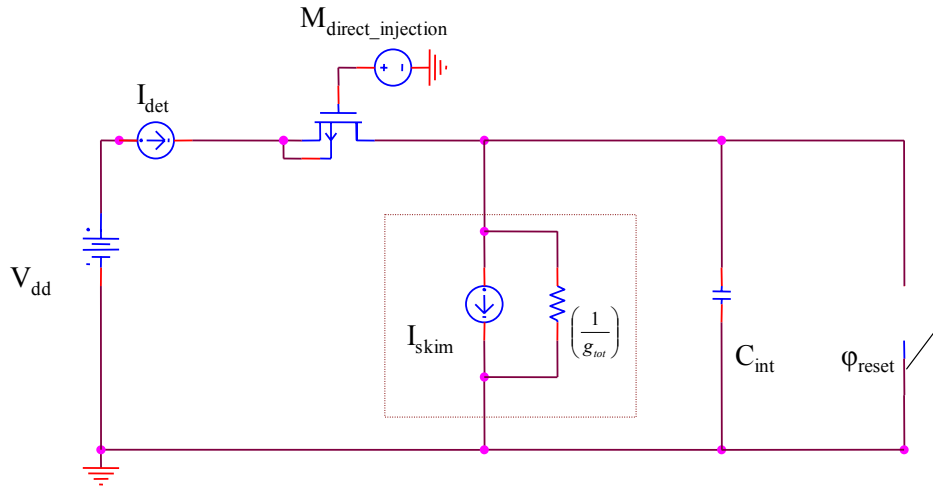 M_direct_injection
I_det
V_dd
I_skim
(1/g_tot)
C_int
φ_reset